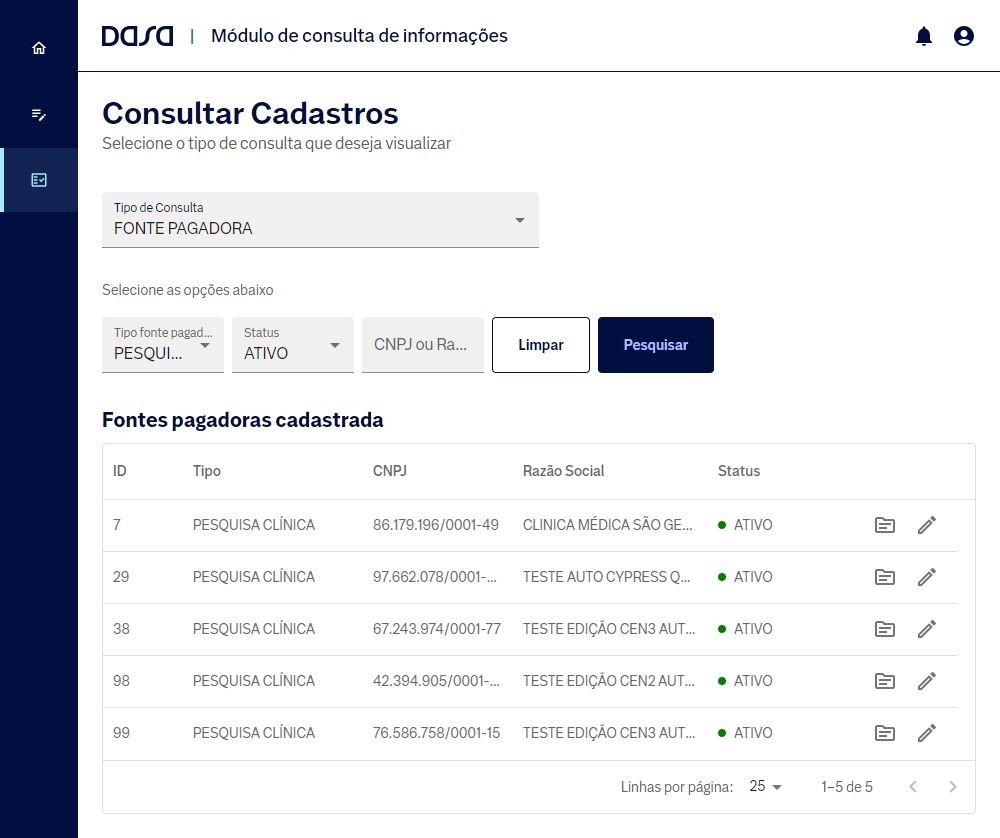 DASA | Módulo de consulta de informações
Consultar Cadastros
Selecione o tipo de consulta que deseja visualizar
Tipo de Consulta
FONTE PAGADORA
Selecione as opções abaixo
Tipo fonte pagad... Status
PESQUI... ATIVO CNPJ ou Ra... Limpar Pesquisar
Fontes pagadoras cadastrada
ID Tipo CNPJ Razão Social Status
7 PESQUISA CLÍNICA 86.179.196/0001-49 CLINICA MÉDICA SÃO GE... ATIVO
29 PESQUISA CLÍNICA 97.662.078/0001-... TESTE AUTO CYPRESS Q... ATIVO
38 PESQUISA CLÍNICA 67.243.974/0001-77 TESTE EDIÇÂO CEN3 AUT... ATIVO
98 PESQUISA CLÍNICA 42.394.905/0001-... TESTE EDIÇÂO CEN2 AUT... ATIVO
99 PESQUISA CLÍNICA 76.586.758/0001-15 TESTE EDIÇÂO CEN3 AUT... ATIVO
Linhas por página: 25 1–5 de 5